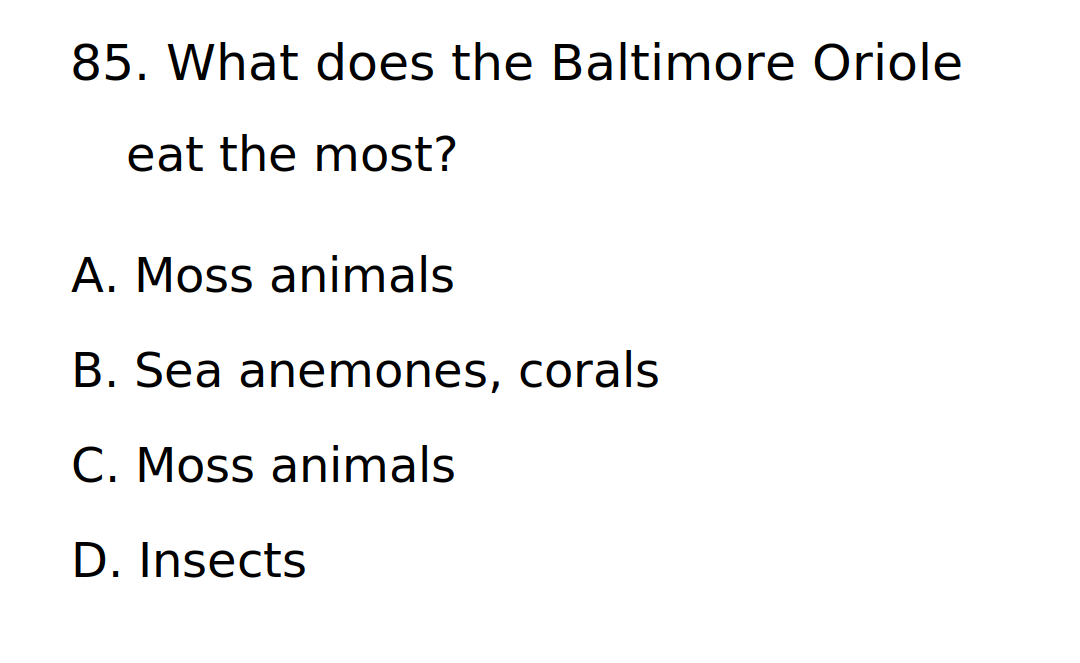 85. What does the Baltimore Oriole
eat the most?
A. Moss animals
B. Sea anemones, corals
C. Moss animals
D. Insects